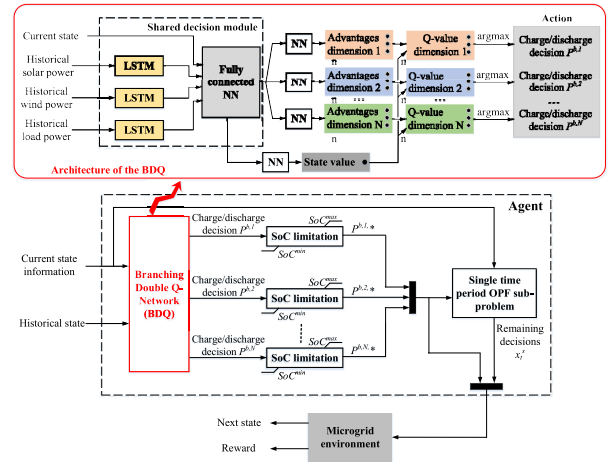 Shared decision module
Action
Current state
Historical
solar power
LSTM
Historical
wind power
LSTM
Historical
load power
LSTM
Fully
connected
NN
NN
Advantages
dimension 1
n
Q-value
dimension 1
n
argmax
Charge/discharge
decision P^{b,1}
NN
Advantages
dimension 2
n
...
Q-value
dimension 2
n
...
argmax
Charge/discharge
decision P^{b,2}
...
NN
Advantages
dimension N
n
Q-value
dimension N
n
argmax
Charge/discharge
decision P^{b,N}
NN
State value
Architecture of the BDQ
Agent
Current state
information
Historical state
Branching
Double Q-
Network
(BDQ)
Charge/discharge
decision P^{b,1}
SoC^{max}
SoC limitation
SoC^{min}
P^{b,1,*}
Charge/discharge
decision P^{b,2}
SoC^{max}
SoC limitation
SoC^{min}
P^{b,2,*}
Charge/discharge
decision P^{b,N}
SoC^{max}
SoC limitation
SoC^{min}
P^{b,N,*}
Single time
period OPF sub-
problem
Remaining
decisions
x_t^s
Next state
Reward
Microgrid
environment